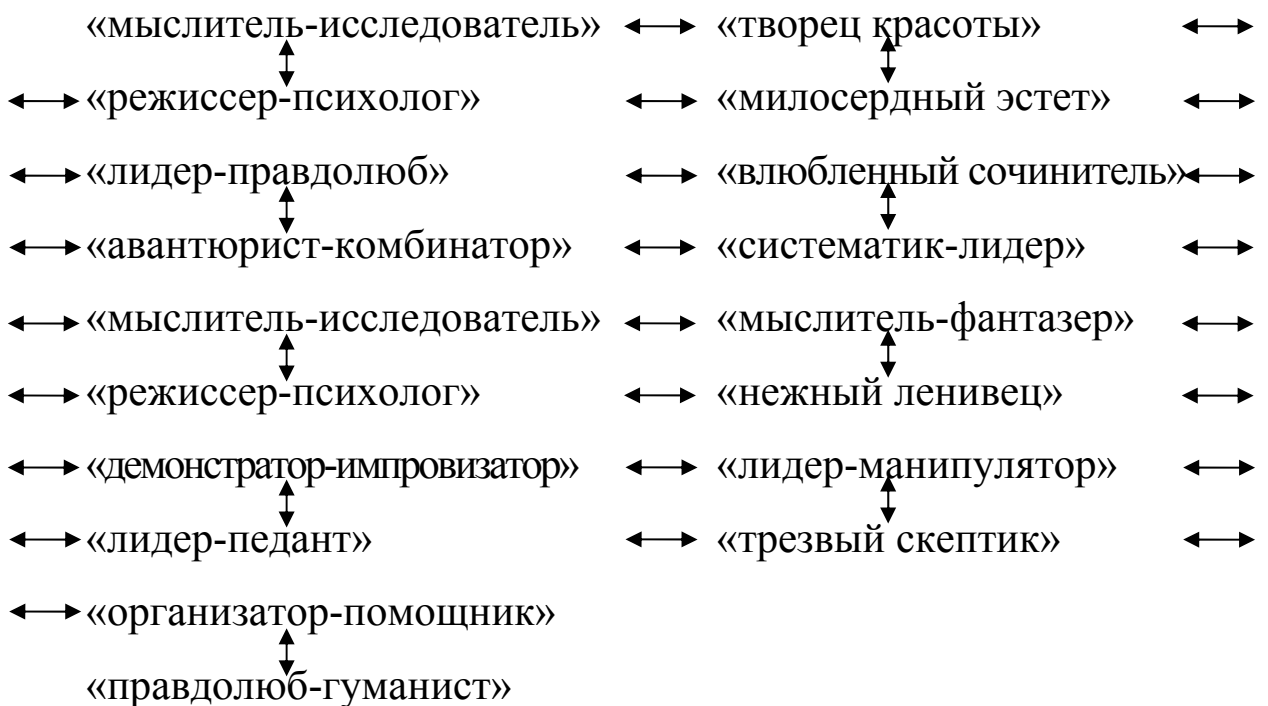 «мыслитель-исследователь» «творец красоты»
«режиссер-психолог» «милосердный эстет»
«лидер-правдолюб» «влюбленный сочинитель»
«авантюрист-комбинатор» «систематик-лидер»
«мыслитель-исследователь» «мыслитель-фантазер»
«режиссер-психолог» «нежный ленивец»
«демонстратор-импровизатор» «лидер-манипулятор»
«лидер-педант» «трезвый скептик»
«организатор-помощник»
«правдолюб-гуманист»